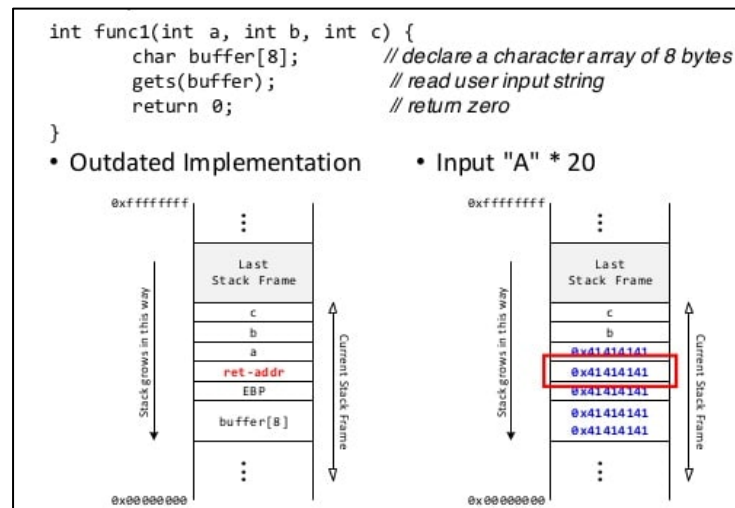 int func1(int a, int b, int c) {
char buffer[8]; // declare a character array of 8 bytes
gets(buffer); // read user input string
return 0; // return zero
}
• Outdated Implementation
0xffffffff
⋮
Last
Stack Frame
c
b
a
ret-addr
EBP
buffer[8]
⋮
0x00000000
Stack grows in this way
Current Stack Frame
• Input "A" * 20
0xffffffff
⋮
Last
Stack Frame
c
b
0x41414141
0x41414141
0x41414141
0x41414141
0x41414141
⋮
0x00000000
Stack grows in this way
Current Stack Frame